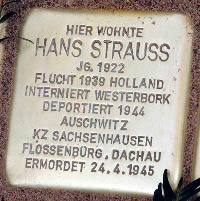 HIER WOHNTE
HANS STRAUSS
JG. 1922
FLUCHT 1939 HOLLAND
INTERNIERT WESTERBORK
DEPORTIERT 1944
AUSCHWITZ
KZ SACHSENHAUSEN
FLOSSENBÜRG, DACHAU
ERMORDET 24.4.1945